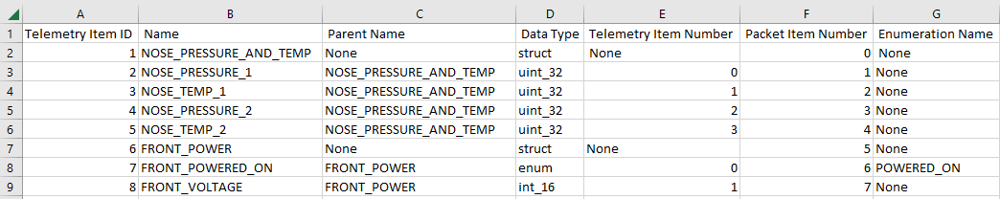 A B C D E F G
1 Telemetry Item ID Name Parent Name Data Type Telemetry Item Number Packet Item Number Enumeration Name
2 1 NOSE_PRESSURE_AND_TEMP None struct None 0 None
3 2 NOSE_PRESSURE_1 NOSE_PRESSURE_AND_TEMP uint_32 0 1 None
4 3 NOSE_TEMP_1 NOSE_PRESSURE_AND_TEMP uint_32 1 2 None
5 4 NOSE_PRESSURE_2 NOSE_PRESSURE_AND_TEMP uint_32 2 3 None
6 5 NOSE_TEMP_2 NOSE_PRESSURE_AND_TEMP uint_32 3 4 None
7 6 FRONT_POWER None struct None 5 None
8 7 FRONT_POWERED_ON FRONT_POWER enum 0 6 POWERED_ON
9 8 FRONT_VOLTAGE FRONT_POWER int_16 1 7 None